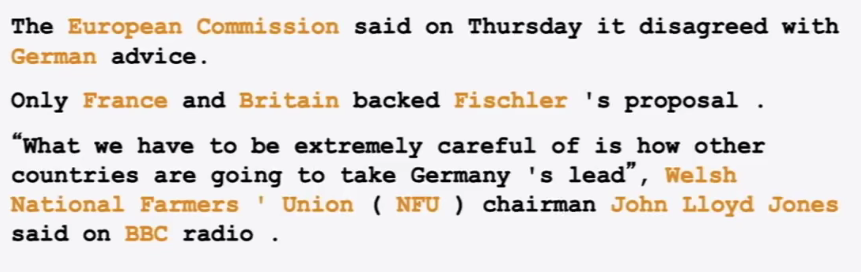 The European Commission said on Thursday it disagreed with
German advice.
Only France and Britain backed Fischler 's proposal .
“What we have to be extremely careful of is how other
countries are going to take Germany 's lead”, Welsh
National Farmers ' Union ( NFU ) chairman John Lloyd Jones
said on BBC radio .